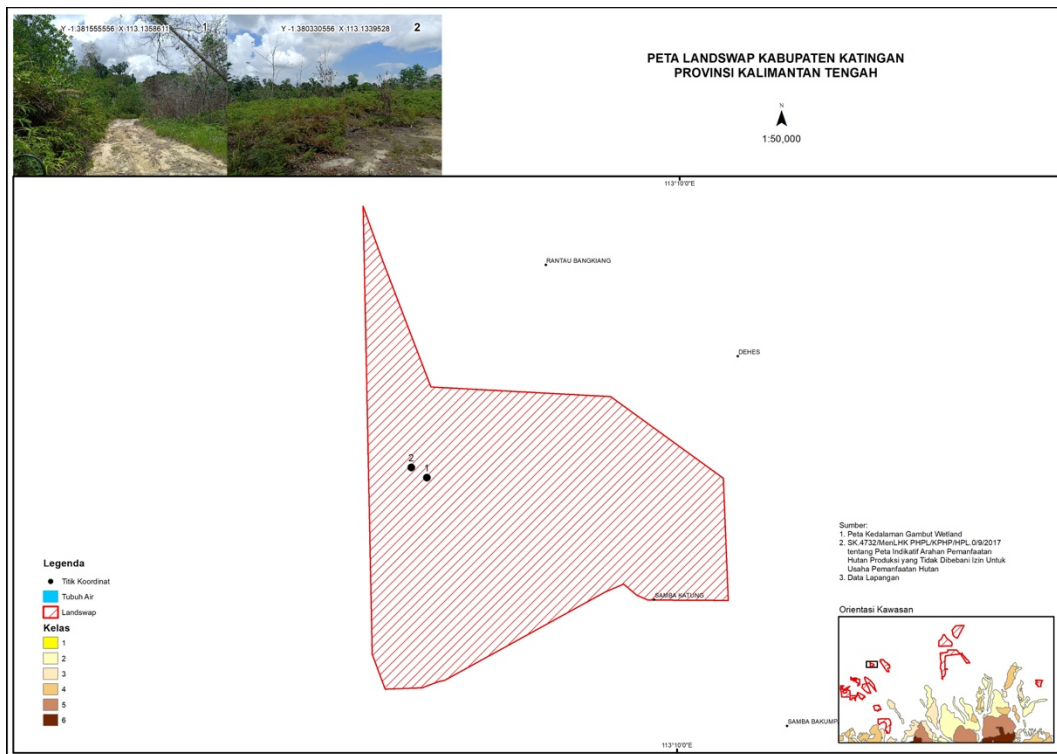 Y -1.381555556 X 113.1358611 1
Y -1.380330556 X 113.1339528 2
PETA LANDSWAP KABUPATEN KATINGAN
PROVINSI KALIMANTAN TENGAH
N
1:50,000
113°10'0"E
RANTAU BANGKIANG
DEHES
2
1
SAMBA KATUNG
SAMBA BAKUMP
Legenda
Titik Koordinat
Tubuh Air
Landswap
Kelas
1
2
3
4
5
6
Sumber:
1. Peta Kedalaman Gambut Wetland
2. SK.4732/MenLHK PHPL/KPHP/HPL.0/9/2017
tentang Peta Indikatif Arahan Pemanfaatan
Hutan Produksi yang Tidak Dibebani Izin Untuk
Usaha Pemanfaatan Hutan
3. Data Lapangan
Orientasi Kawasan
113°10'0"E